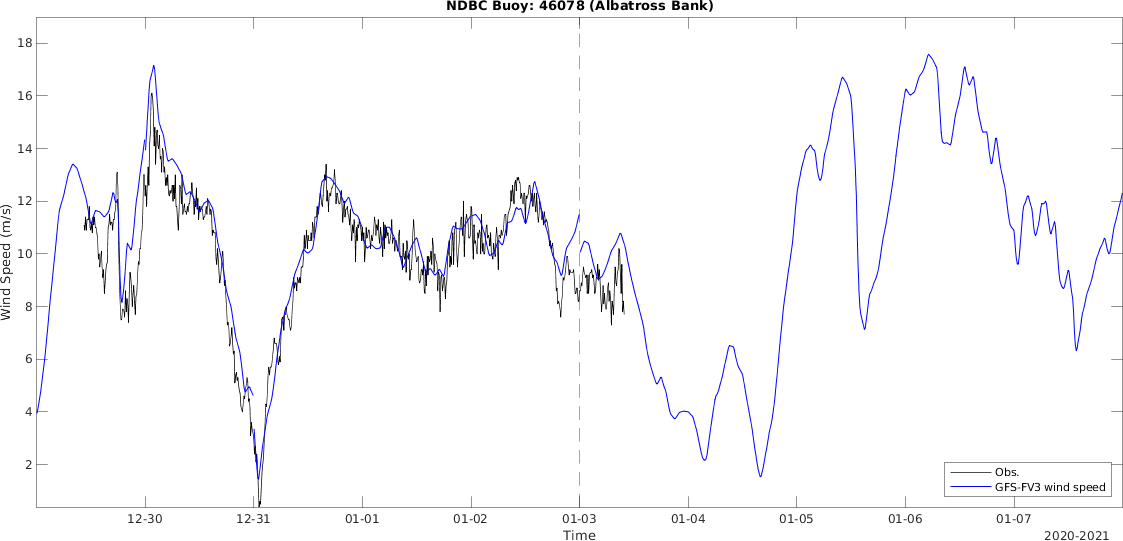 NDBC Buoy: 46078 (Albatross Bank)
Wind Speed (m/s)
18
16
14
12
10
8
6
4
2
Obs.
GFS-FV3 wind speed
12-30 12-31 01-01 01-02 01-03 01-04 01-05 01-06 01-07
Time
2020-2021